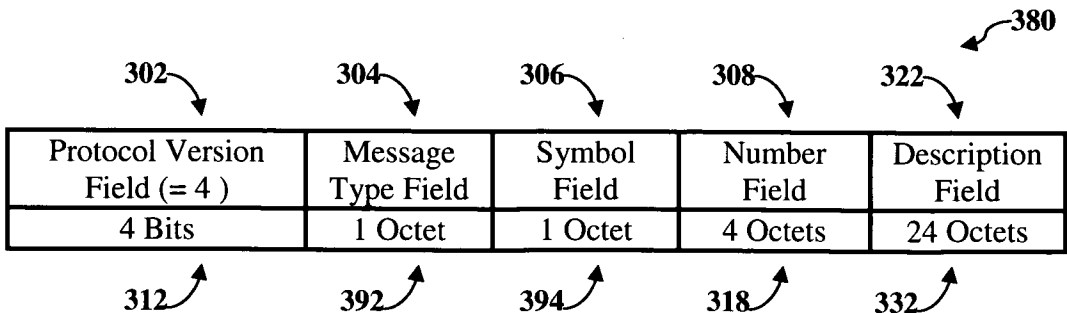 380
302 304 306 308 322
Protocol Version Message Symbol Number Description
Field (= 4 ) Type Field Field Field Field
4 Bits 1 Octet 1 Octet 4 Octets 24 Octets
312 392 394 318 332